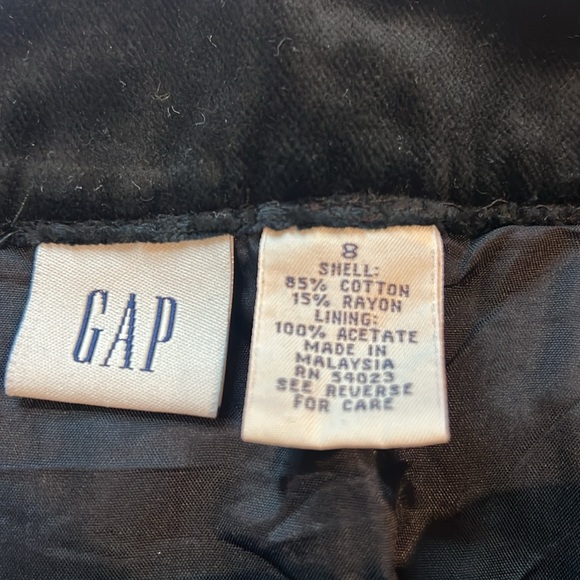 GAP
8
SHELL:
85% COTTON
15% RAYON
LINING:
100% ACETATE
MADE IN
MALAYSIA
RN 54023
SEE REVERSE
FOR CARE